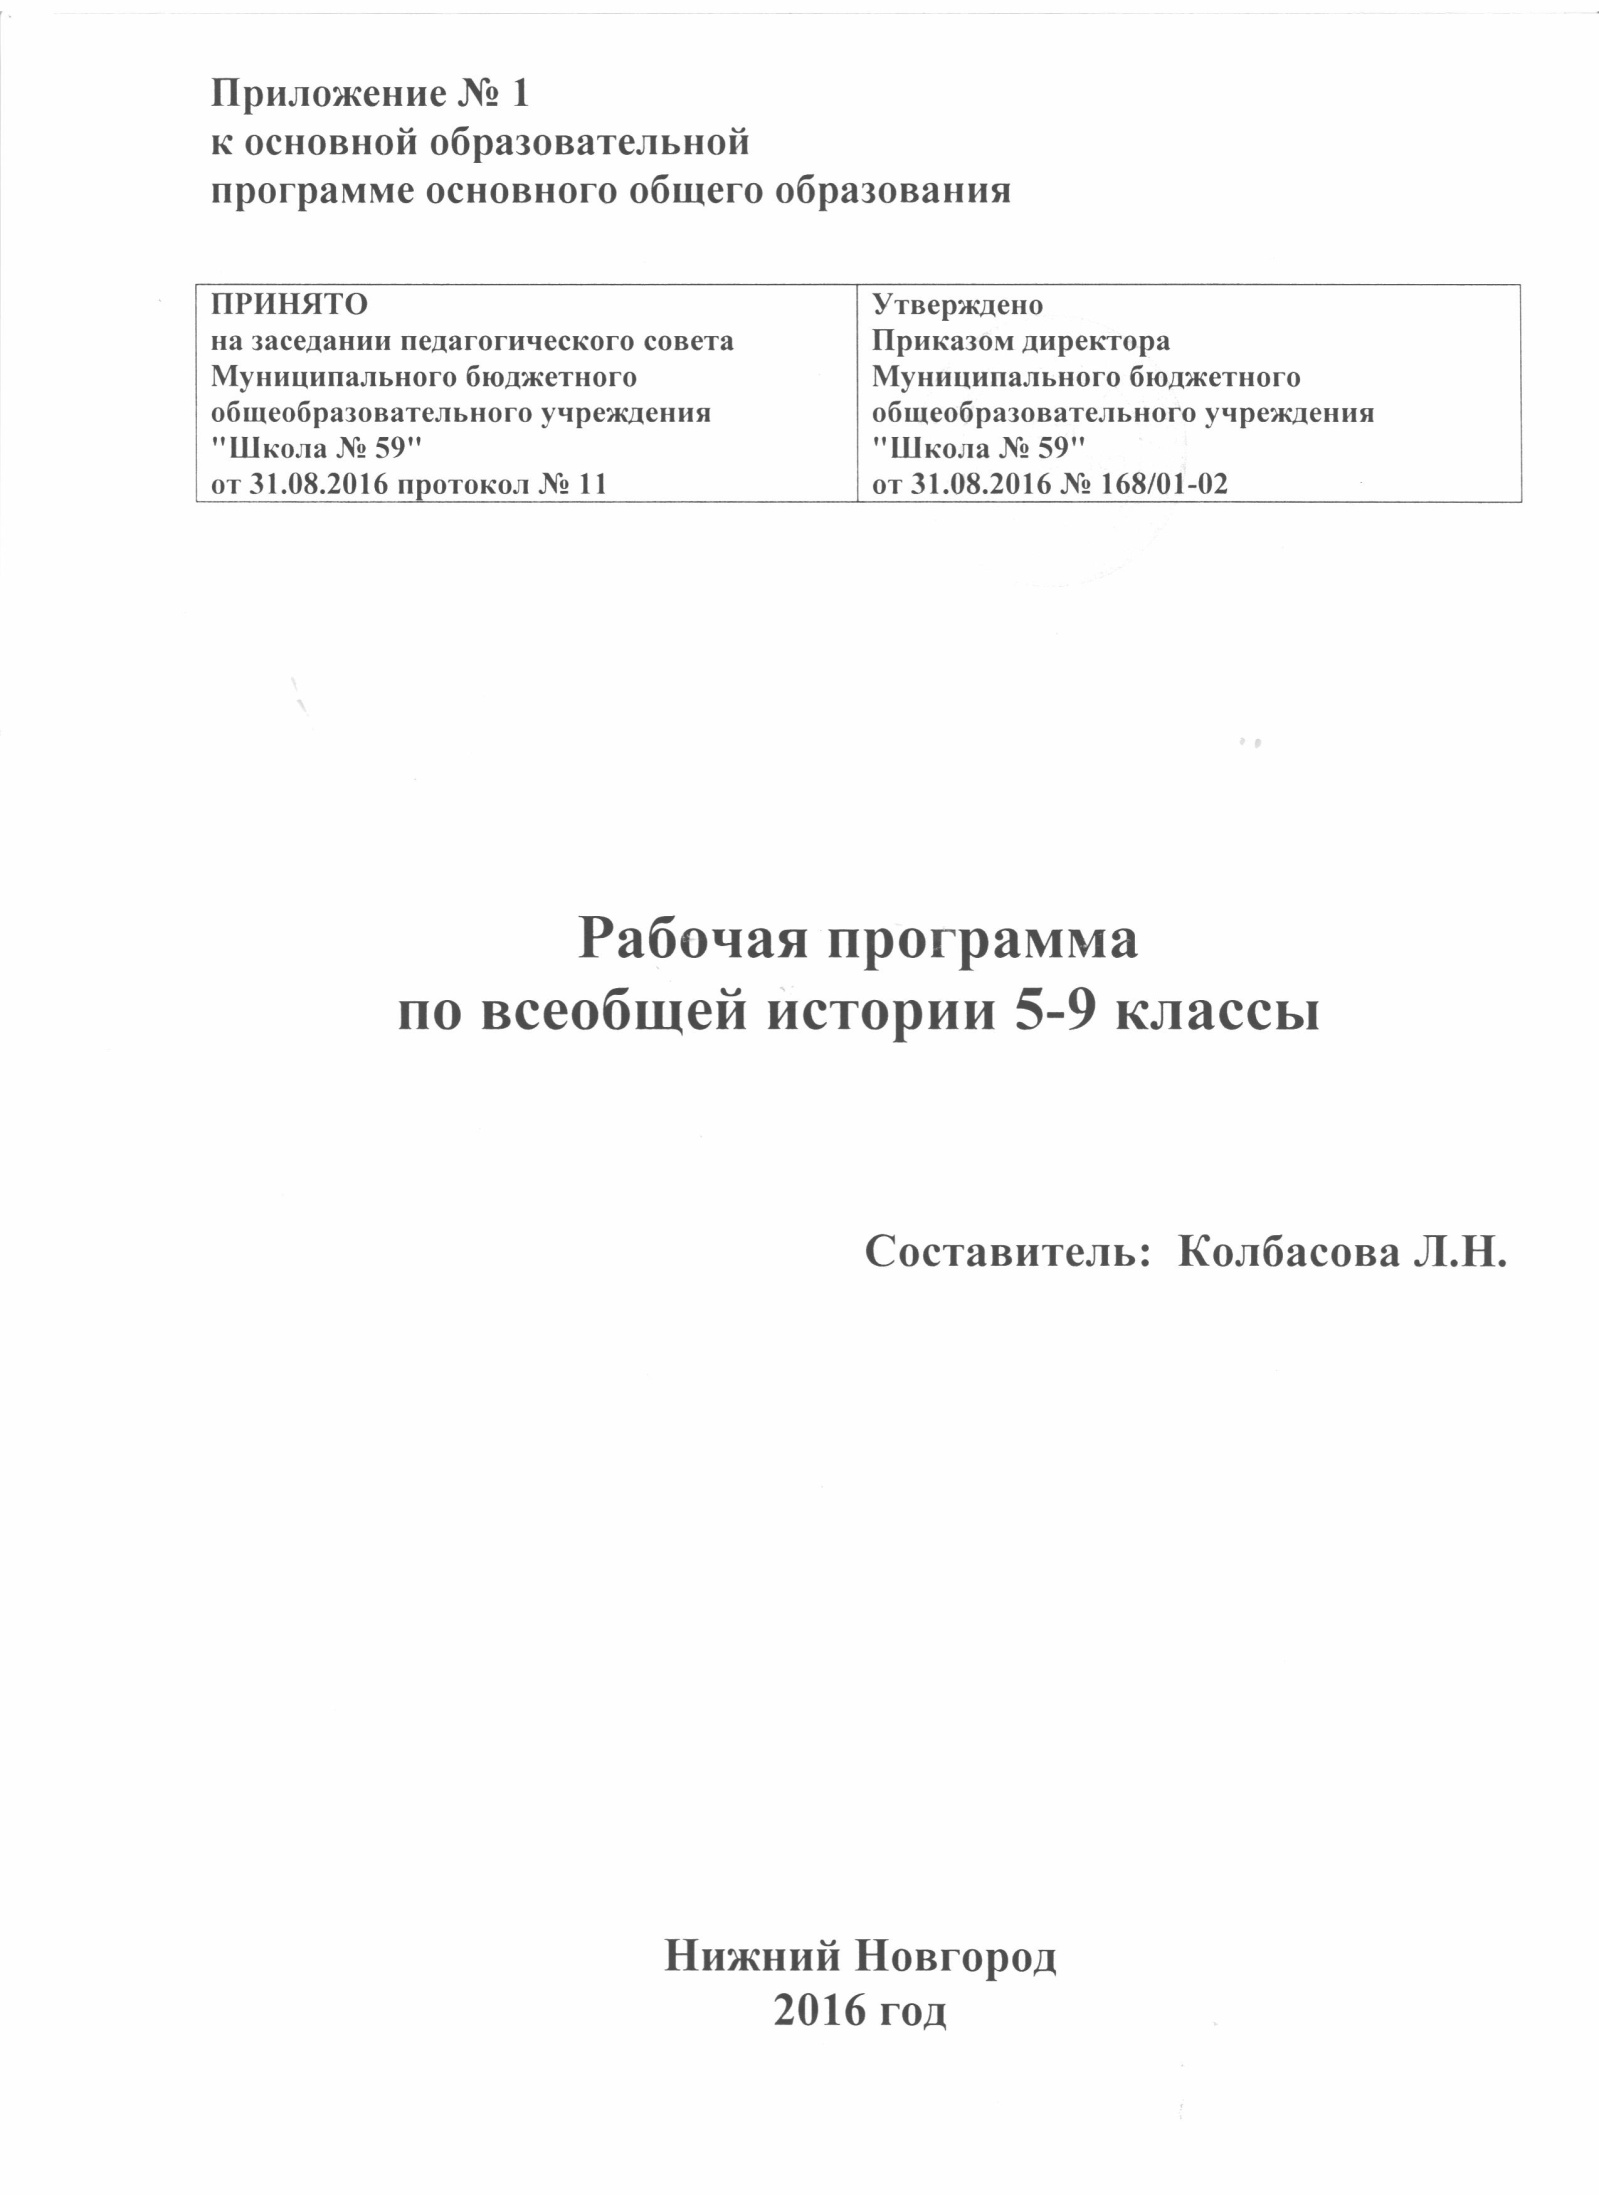 Приложение № 1
к основной образовательной
программе основного общего образования
ПРИНЯТО
на заседании педагогического совета
Муниципального бюджетного
общеобразовательного учреждения
"Школа № 59"
от 31.08.2016 протокол № 11
Утверждено
Приказом директора
Муниципального бюджетного
общеобразовательного учреждения
"Школа № 59"
от 31.08.2016 № 168/01-02
Рабочая программа
по всеобщей истории 5-9 классы
Составитель: Колбасова Л.Н.
Нижний Новгород
2016 год